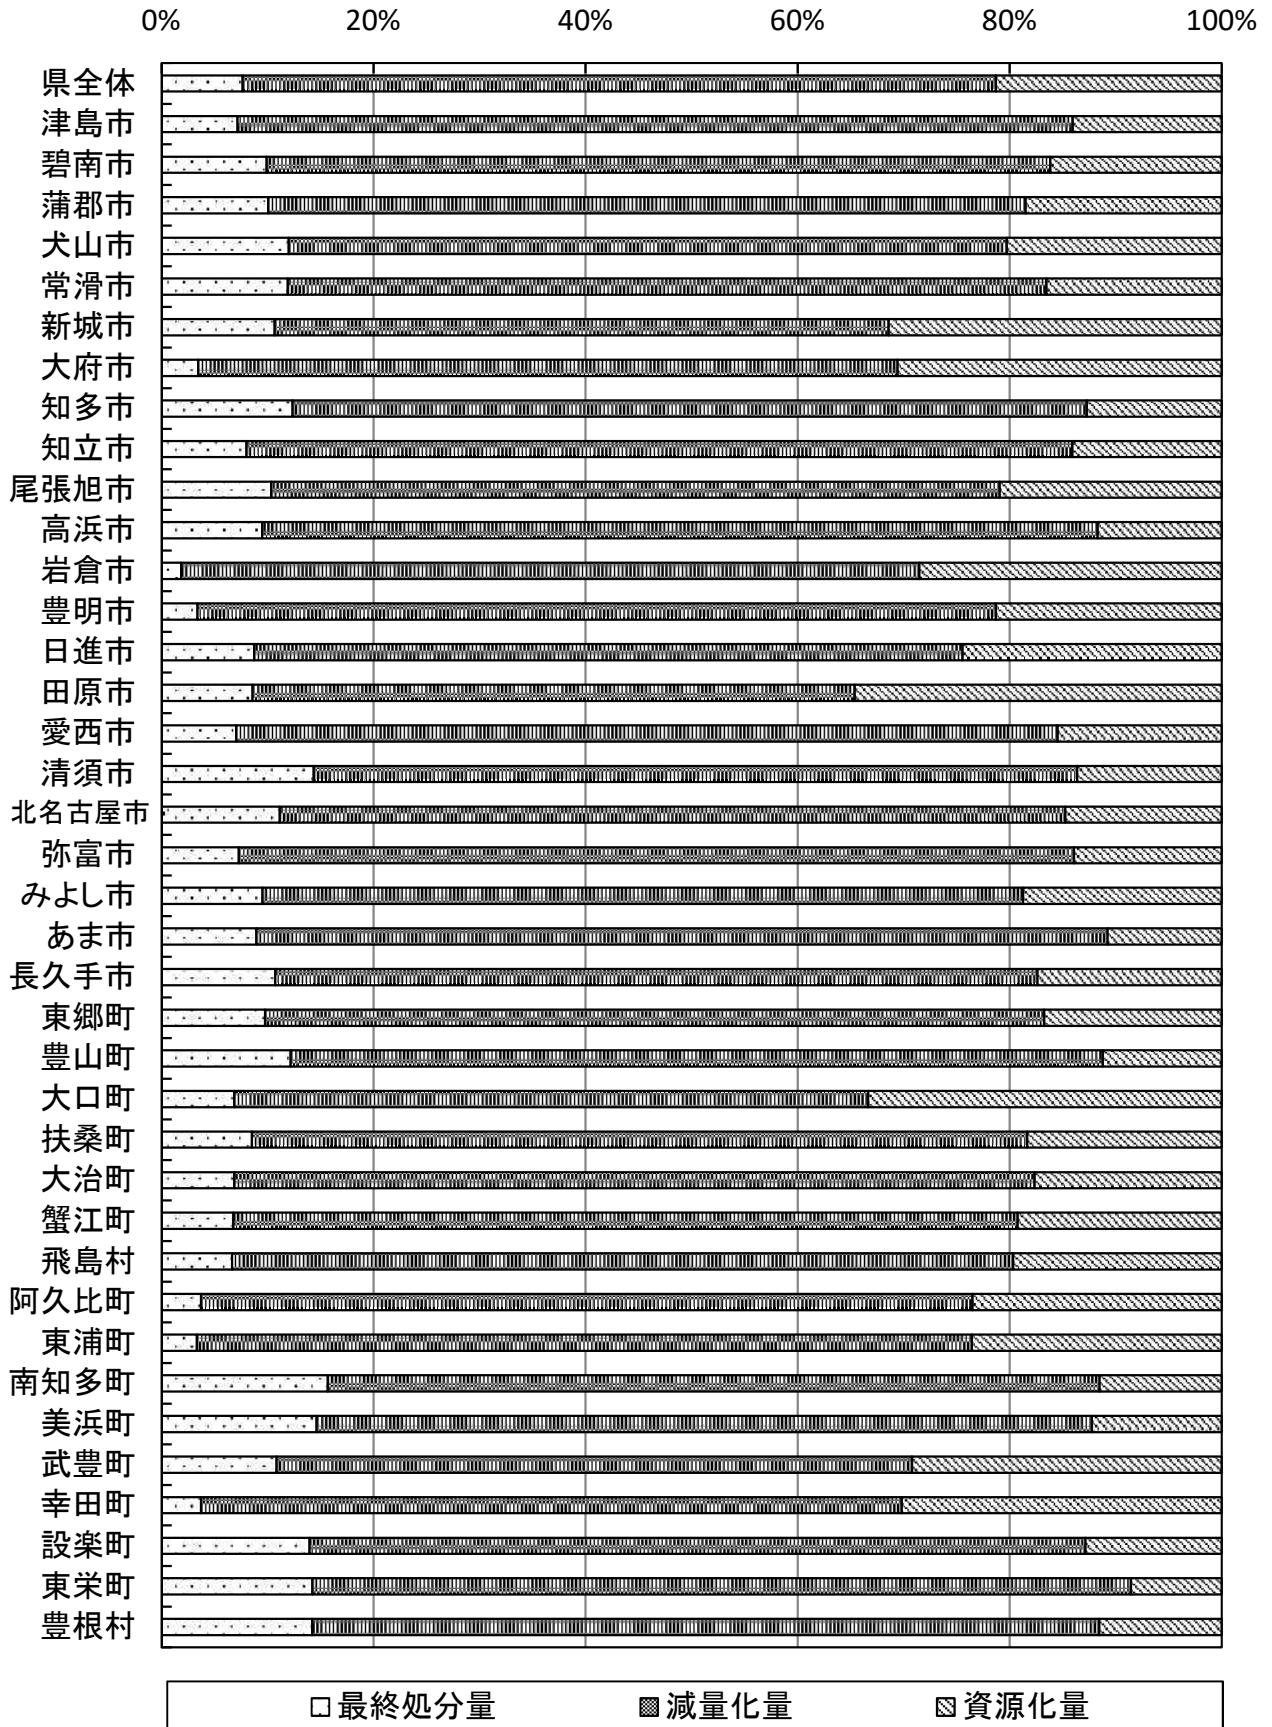 0% 20% 40% 60% 80% 100%
県全体
津島市
碧南市
蒲郡市
犬山市
常滑市
新城市
大府市
知多市
知立市
尾張旭市
高浜市
岩倉市
豊明市
日進市
田原市
愛西市
清須市
北名古屋市
弥富市
みよし市
あま市
長久手市
東郷町
豊山町
大口町
扶桑町
大治町
蟹江町
飛島村
阿久比町
東浦町
南知多町
美浜町
武豊町
幸田町
設楽町
東栄町
豊根村
最終処分量 減量化量 資源化量